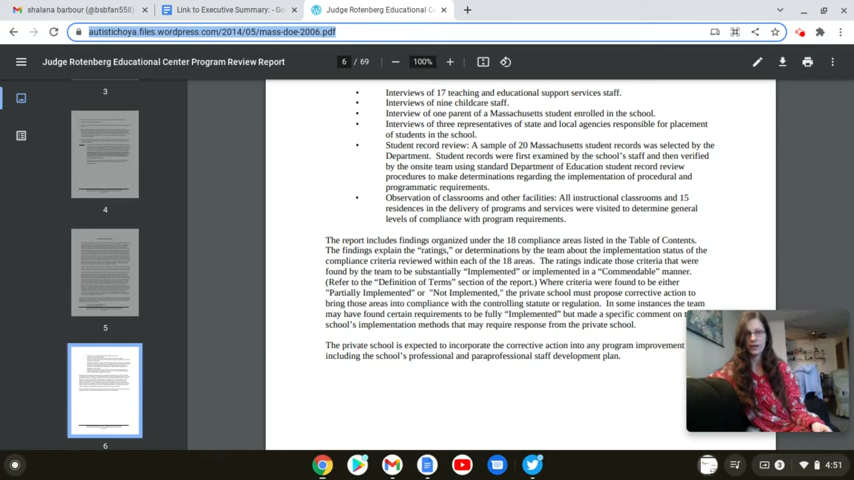 shalana barbour (@bsbfan558)
Link to Executive Summary: - Go
Judge Rotenberg Educational C
autistichoya.files.wordpress.com/2014/05/mass-doe-2006.pdf
Judge Rotenberg Educational Center Program Review Report
6 / 69
100%
3
4
5
6
• Interviews of 17 teaching and educational support services staff.
• Interviews of nine childcare staff.
• Interview of one parent of a Massachusetts student enrolled in the school.
• Interviews of three representatives of state and local agencies responsible for placement
of students in the school.
• Student record review: A sample of 20 Massachusetts student records was selected by the
Department. Student records were first examined by the school's staff and then verified
by the onsite team using standard Department of Education student record review
procedures to make determinations regarding the implementation of procedural and
programmatic requirements.
• Observation of classrooms and other facilities: All instructional classrooms and 15
residences in the delivery of programs and services were visited to determine general
levels of compliance with program requirements.
The report includes findings organized under the 18 compliance areas listed in the Table of Contents.
The findings explain the “ratings,” or determinations by the team about the implementation status of the
compliance criteria reviewed within each of the 18 areas. The ratings indicate those criteria that were
found by the team to be substantially “Implemented” or implemented in a “Commendable” manner.
(Refer to the “Definition of Terms” section of the report.) Where criteria were found to be either
"Partially Implemented" or "Not Implemented," the private school must propose corrective action to
bring those areas into compliance with the controlling statute or regulation. In some instances the team
may have found certain requirements to be fully “Implemented” but made a specific comment on
school's implementation methods that may require response from the private school.
The private school is expected to incorporate the corrective action into any program improvement
including the school's professional and paraprofessional staff development plan.
3
4:51